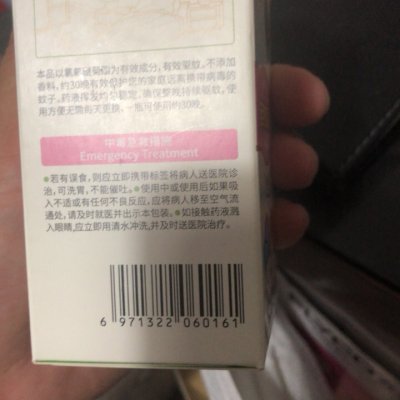 本品以氯氟醚菊酯为有效成分,有效驱蚊,不添加
香料,约30晚有效保护您的家庭远离携带病毒的
蚊子。药液挥发均匀稳定,确保整晚持续驱蚊。使
用方便无需每天更换,一瓶可使用约30晚。
中毒急救措施
Emergency Treatment
●若有误食,则应立即携带标签将病人送医院诊
治,可洗胃,不能催吐。●使用中或使用后如果吸
入不适或有任何不良反应,应将病人移至空气流
通处,请及时就医并出示本包装。●如接触药液溅
入眼睛,应立即用清水冲洗,并及时送医院治疗。
6 971322 060161